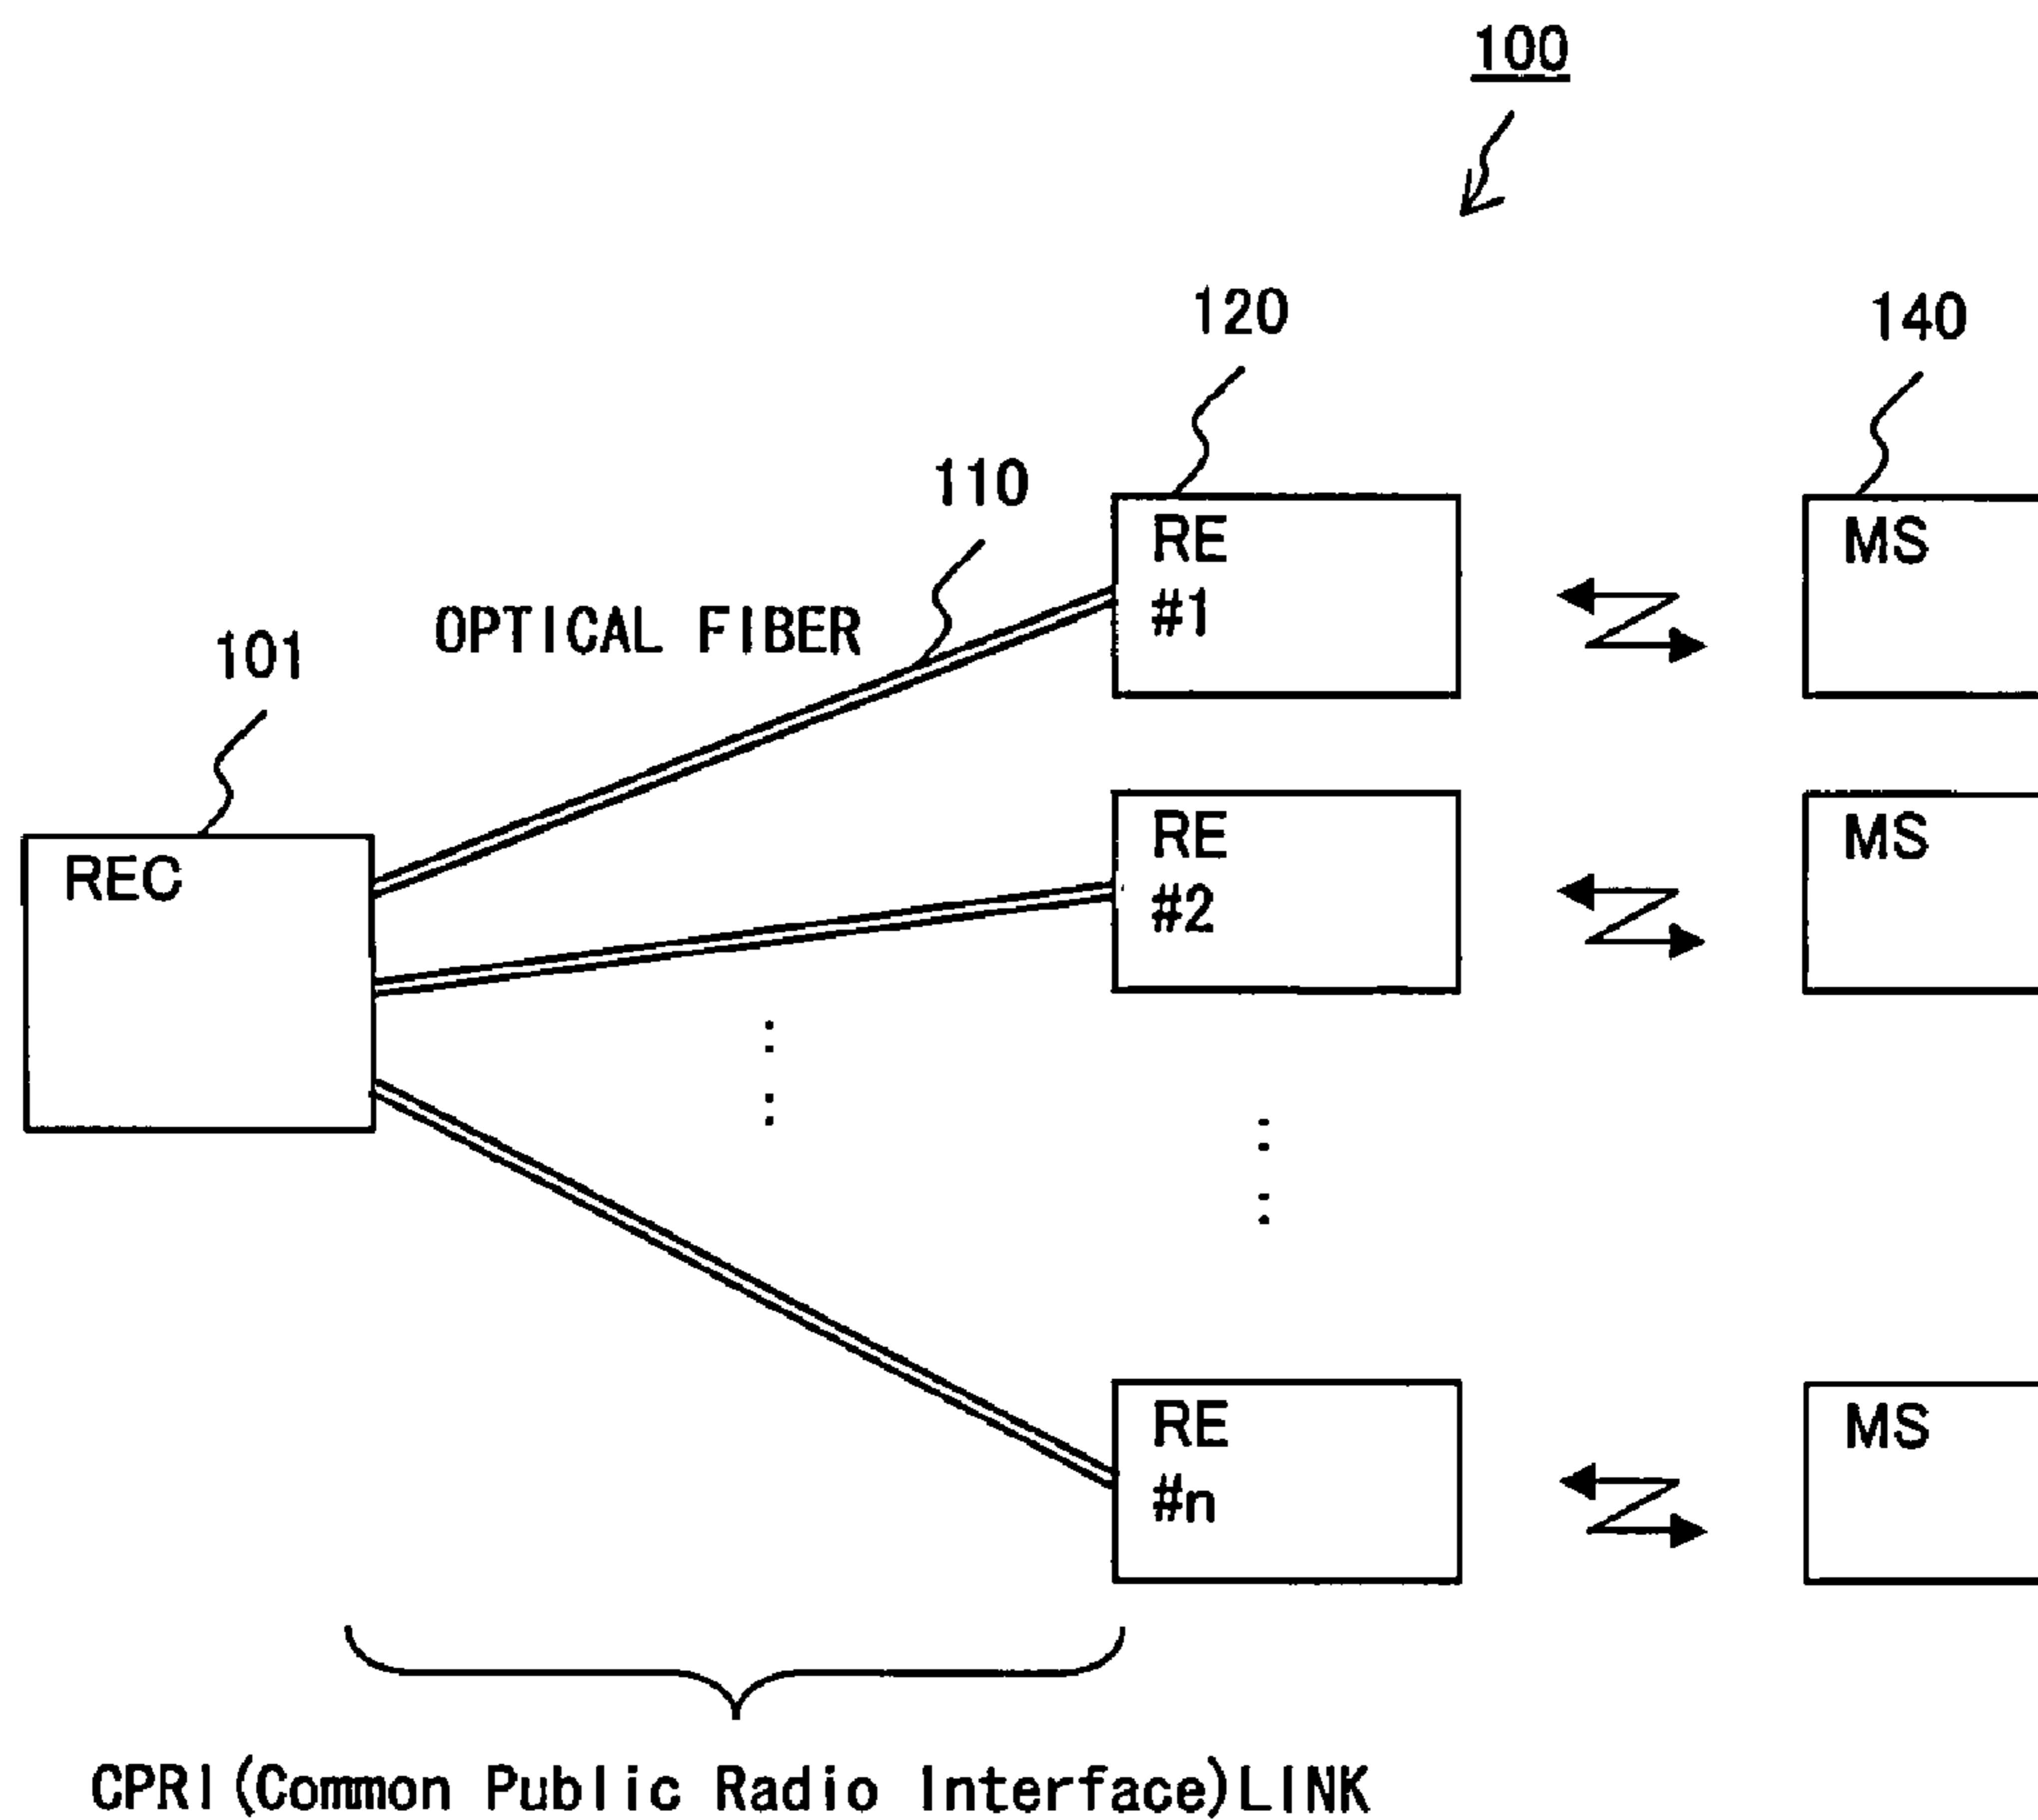 100
120
140
110
RE
#1
MS
OPTICAL FIBER
101
RE
#2
MS
REC
RE
#n
MS
CPRI(Common Public Radio Interface)LINK